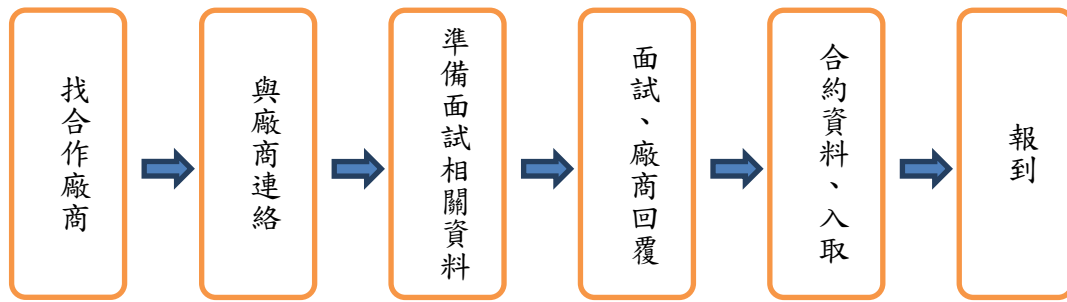 找合作廠商
與廠商連絡
準備面試相關資料
面試、廠商回覆
合約資料、入取
報到